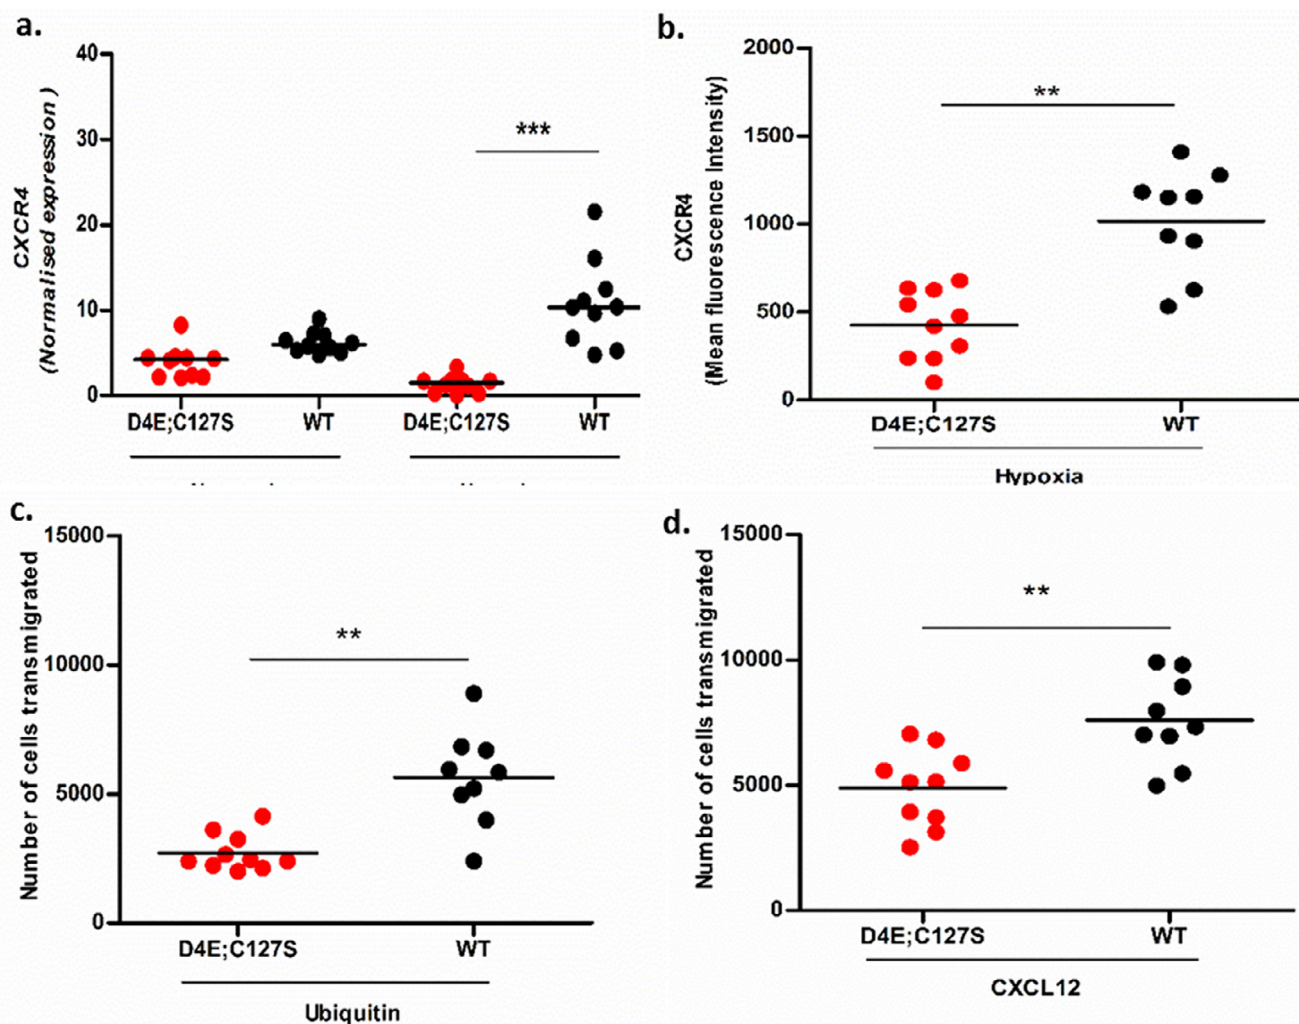 a.
CXCR4
(Normalised expression )
40
30
20
10
0
***
D4E;C127S
WT
D4E;C127S
WT
b.
CXCR4
(Mean fluorescence Intensity)
2000
1500
1000
500
0
**
D4E;C127S
WT
Hypoxia
c.
Number of cells transmigrated
15000
10000
5000
0
**
D4E;C127S
WT
Ubiquitin
d.
Number of cells transmigrated
15000
10000
5000
0
**
D4E;C127S
WT
CXCL12